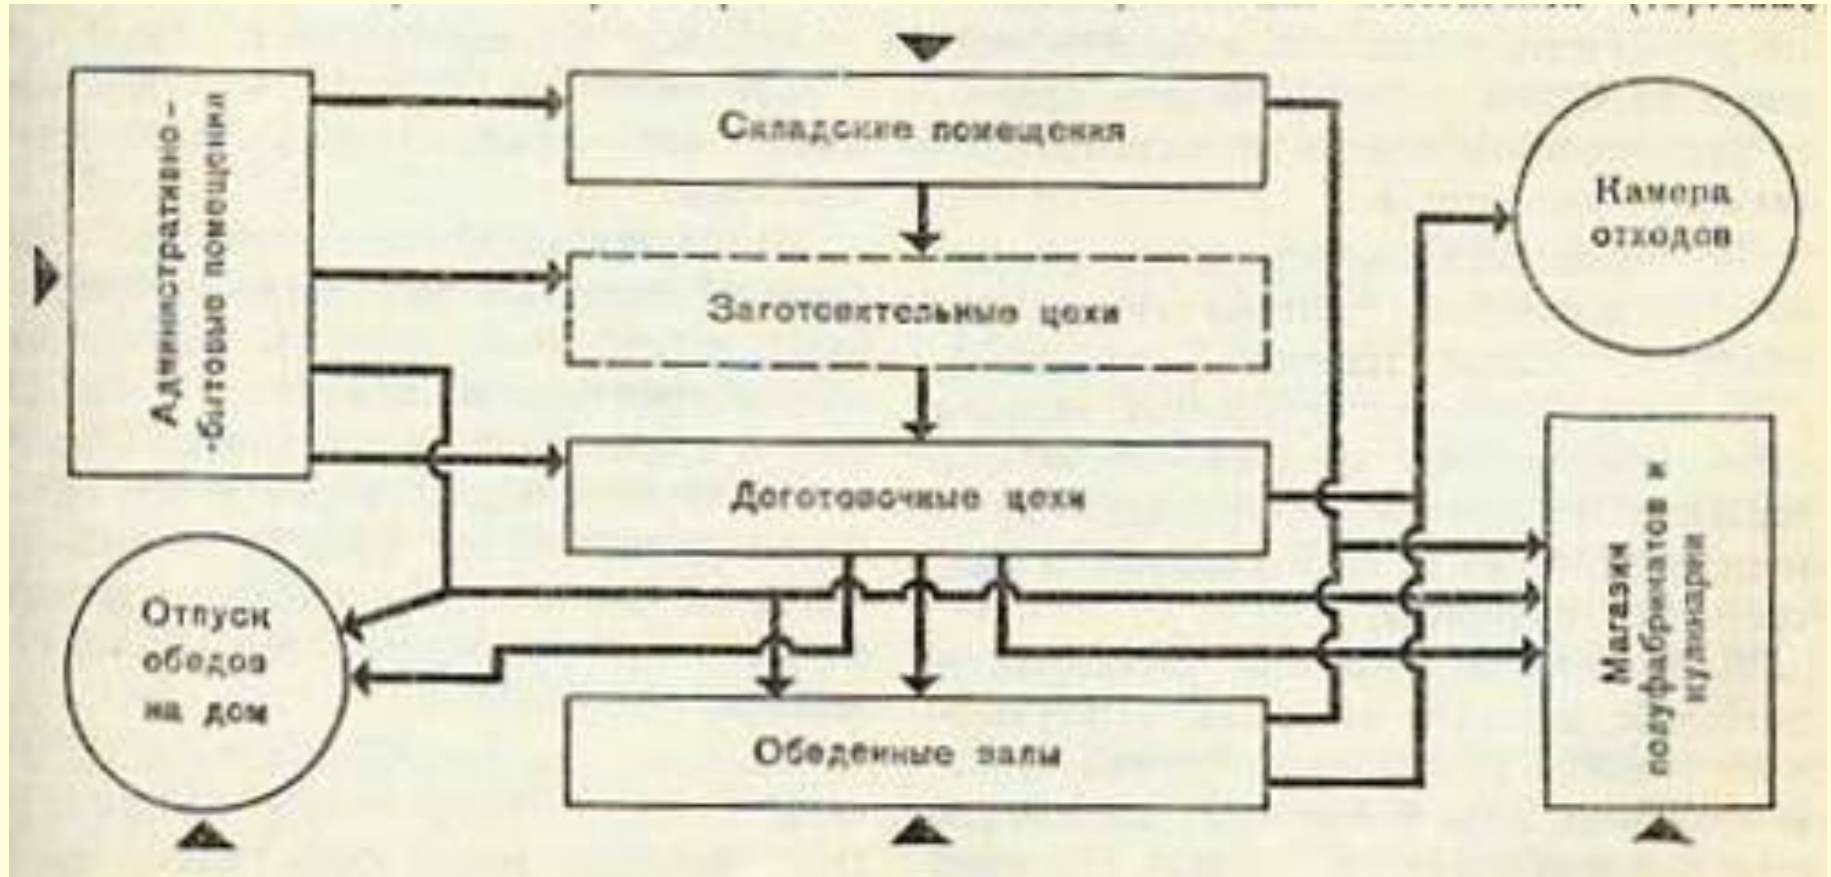 Административно-
-бытовые помещения
Складские помещения
Заготовительные цехи
Доготовочные цехи
Обеденные залы
Отпуск
обедов
на дом
Камера
отходов
Магазин
полуфабрикатов и
кулинарии